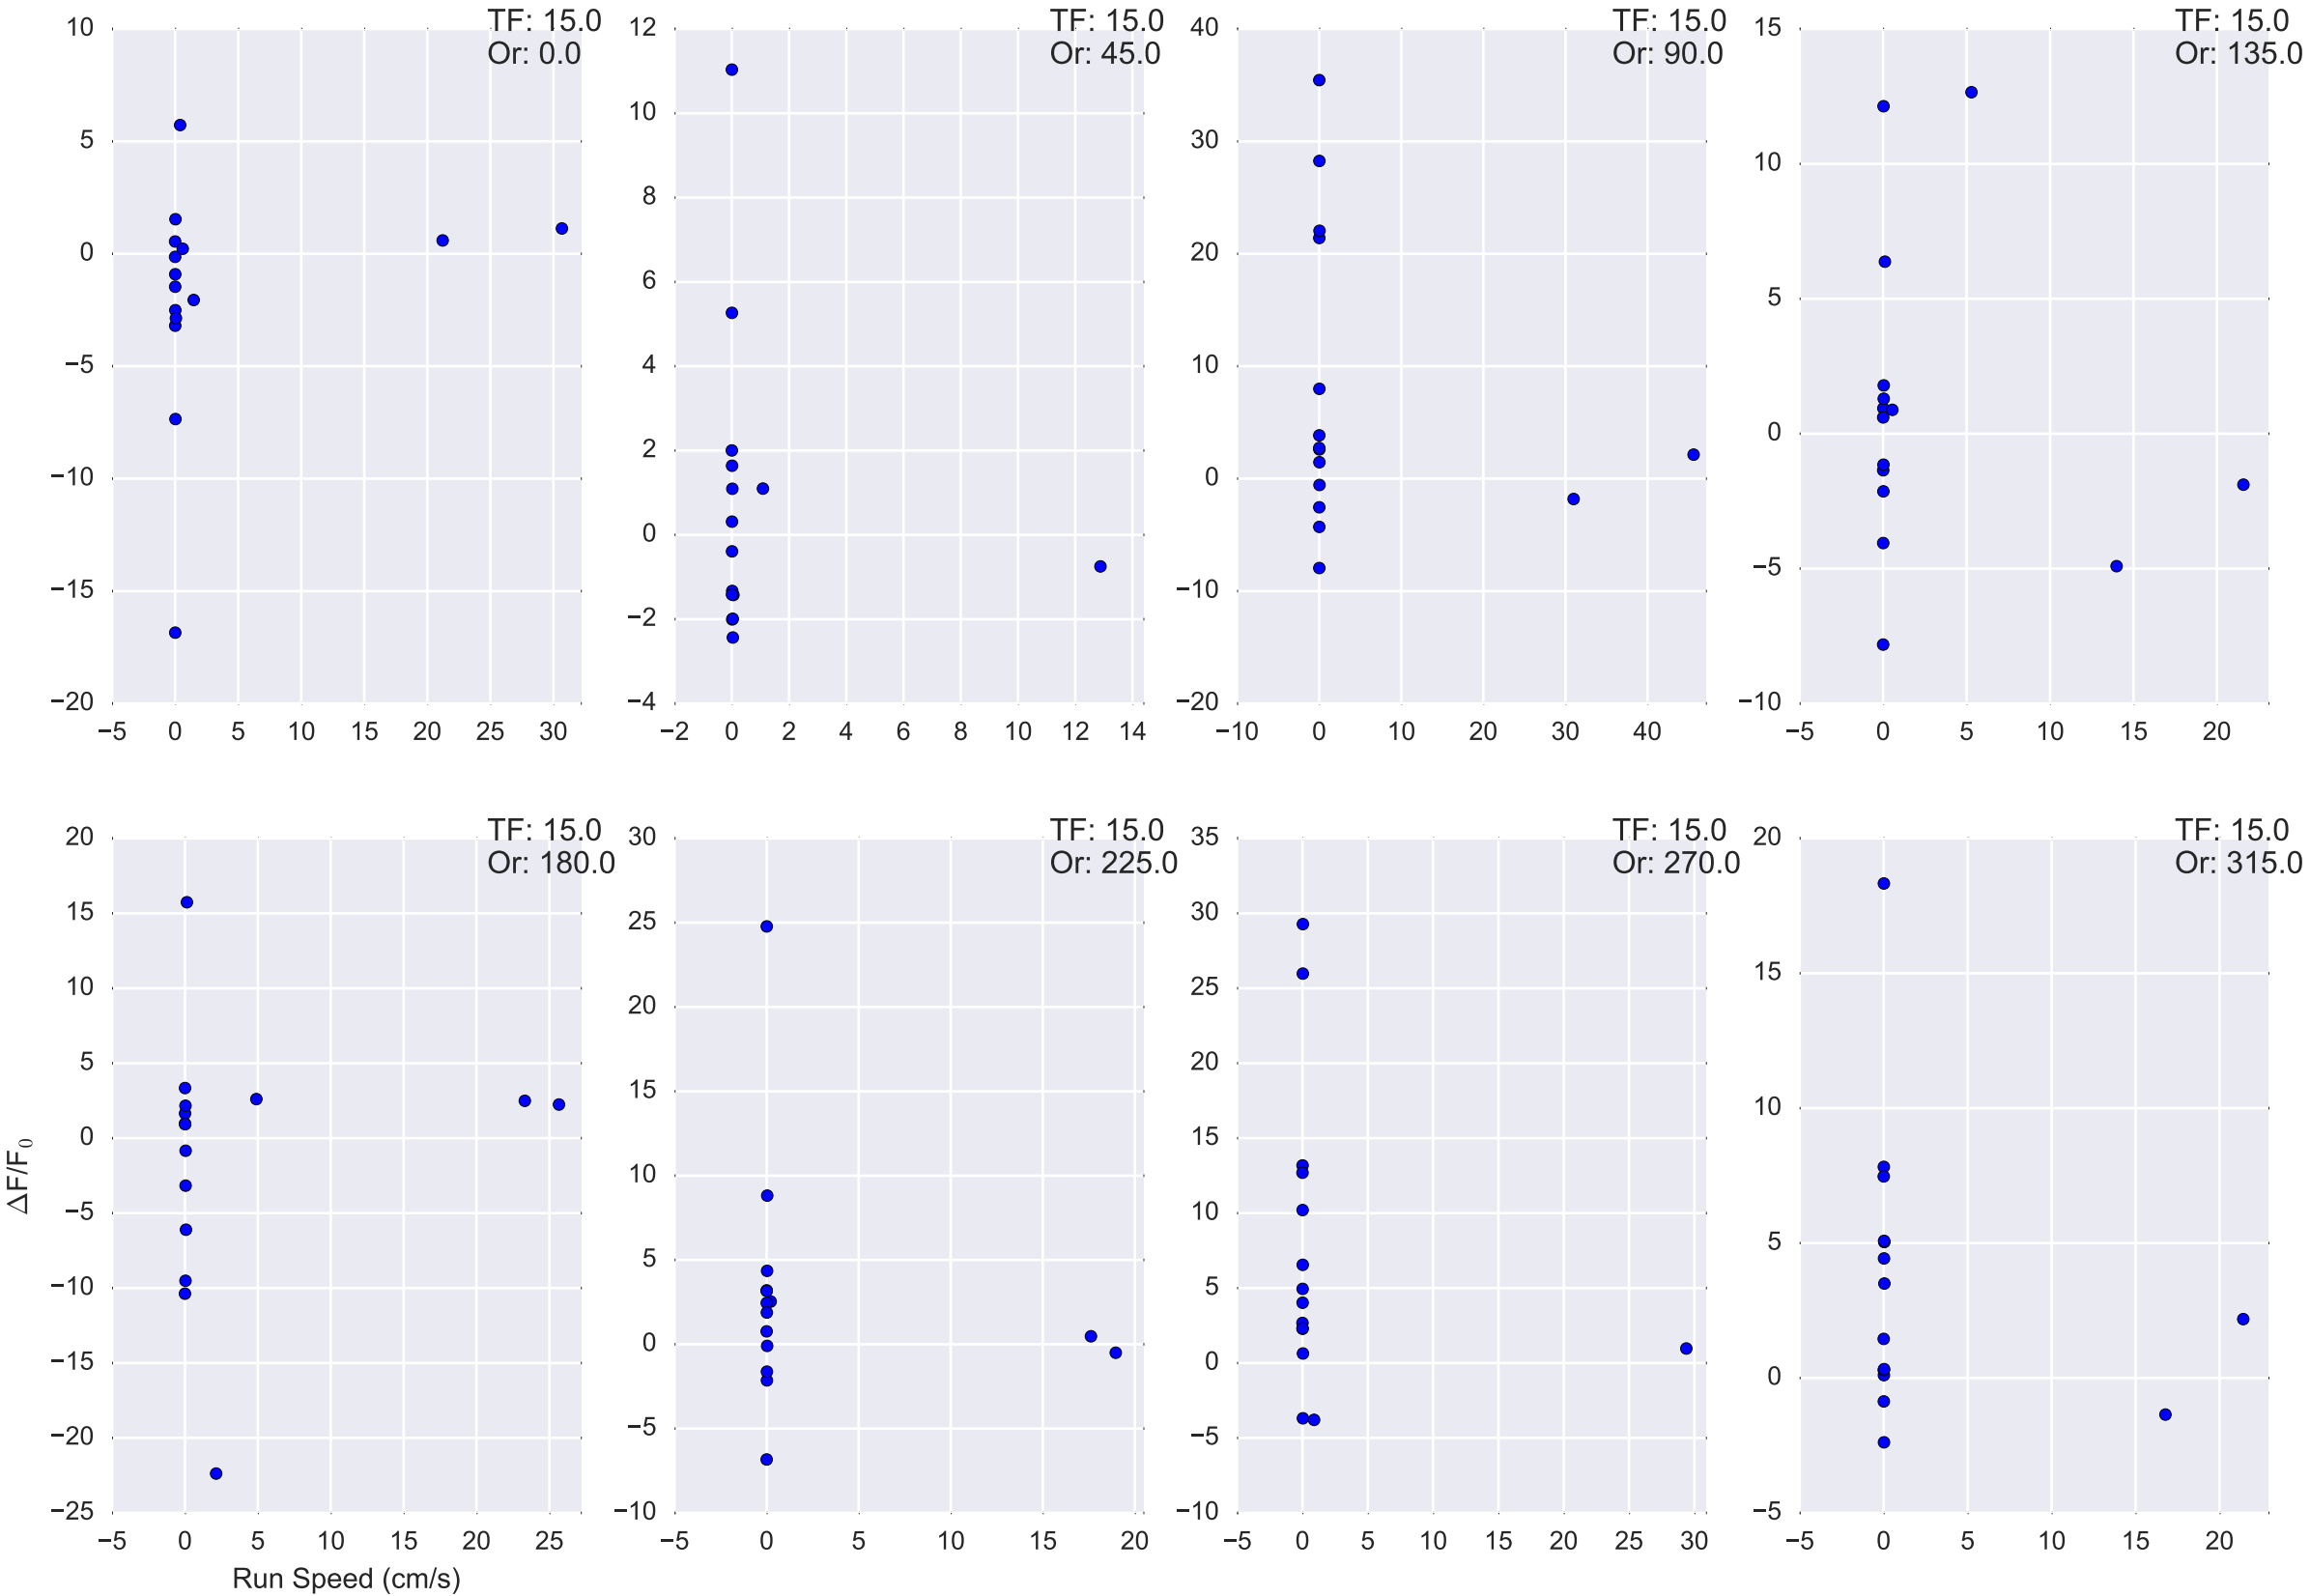 TF: 15.0
Or: 0.0
10
5
0
−5
−10
−15
−20
−5 0 5 10 15 20 25 30
TF: 15.0
Or: 45.0
12
10
8
6
4
2
0
−2
−4
−2 0 2 4 6 8 10 12 14
TF: 15.0
Or: 90.0
40
30
20
10
0
−10
−20
−10 0 10 20 30 40
TF: 15.0
Or: 135.0
15
10
5
0
−5
−10
−5 0 5 10 15 20
TF: 15.0
Or: 180.0
20
15
10
5
0
−5
−10
−15
−20
−25
−5 0 5 10 15 20 25
Run Speed (cm/s)
ΔF/F₀
TF: 15.0
Or: 225.0
30
25
20
15
10
5
0
−5
−10
−5 0 5 10 15 20
TF: 15.0
Or: 270.0
35
30
25
20
15
10
5
0
−5
−10
−5 0 5 10 15 20 25 30
TF: 15.0
Or: 315.0
20
15
10
5
0
−5
−5 0 5 10 15 20